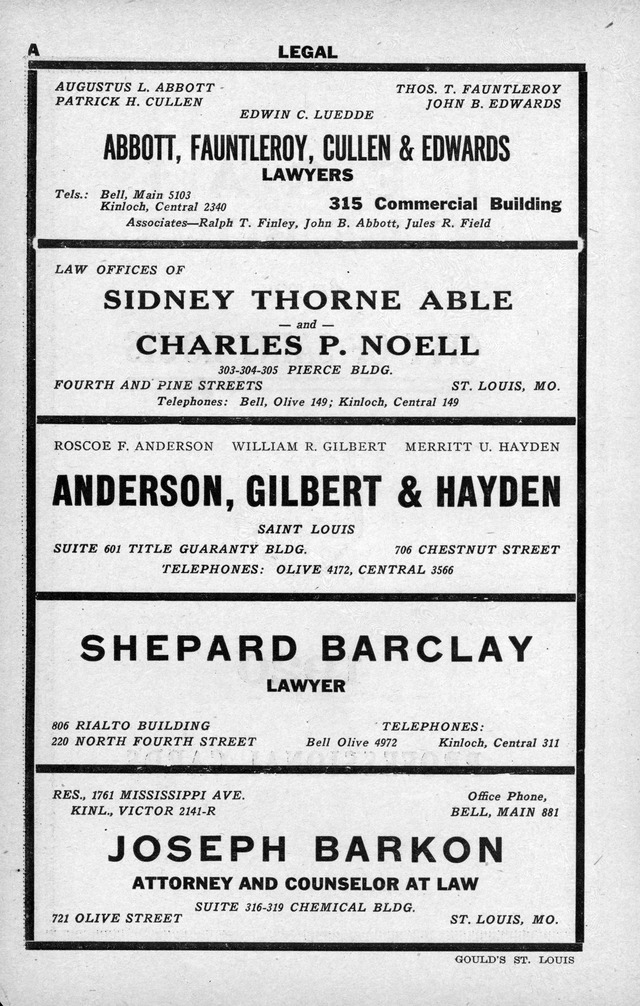 A
LEGAL
AUGUSTUS L. ABBOTT THOS. T. FAUNTLEROY
PATRICK H. CULLEN JOHN B. EDWARDS
EDWIN C. LUEDDE
ABBOTT, FAUNTLEROY, CULLEN & EDWARDS
LAWYERS
Tels.: Bell, Main 5103
Kinloch, Central 2340 315 Commercial Building
Associates—Ralph T. Finley, John B. Abbott, Jules R. Field
LAW OFFICES OF
SIDNEY THORNE ABLE
— and —
CHARLES P. NOELL
303-304-305 PIERCE BLDG.
FOURTH AND PINE STREETS ST. LOUIS, MO.
Telephones: Bell, Olive 149; Kinloch, Central 149
ROSCOE F. ANDERSON WILLIAM R. GILBERT MERRITT U. HAYDEN
ANDERSON, GILBERT & HAYDEN
SAINT LOUIS
SUITE 601 TITLE GUARANTY BLDG. 706 CHESTNUT STREET
TELEPHONES: OLIVE 4172, CENTRAL 3566
SHEPARD BARCLAY
LAWYER
806 RIALTO BUILDING TELEPHONES:
220 NORTH FOURTH STREET Bell Olive 4972 Kinloch, Central 311
RES., 1761 MISSISSIPPI AVE. Office Phone,
KINL., VICTOR 2141-R BELL, MAIN 881
JOSEPH BARKON
ATTORNEY AND COUNSELOR AT LAW
SUITE 316-319 CHEMICAL BLDG.
721 OLIVE STREET ST. LOUIS, MO.
GOULD'S ST. LOUIS